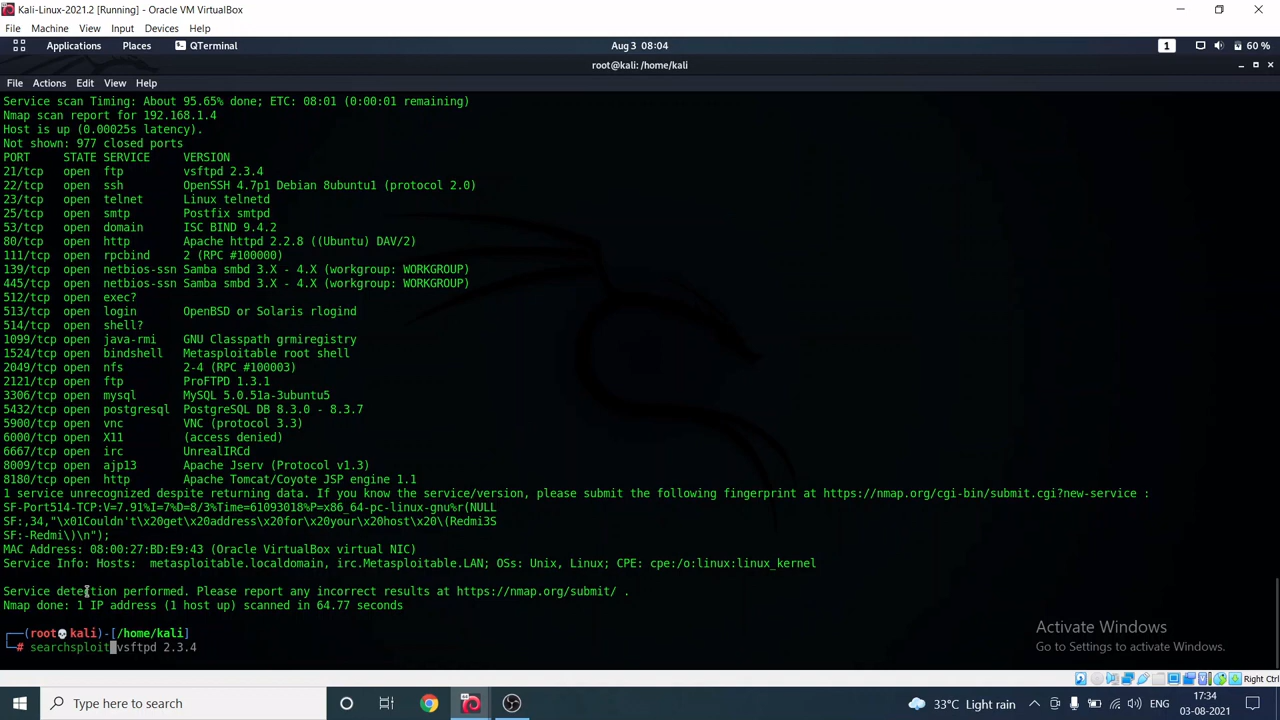 Kali-Linux-2021.2 [Running] - Oracle VM VirtualBox
File Machine View Input Devices Help
Applications Places QTerminal Aug 3 08:04 1 60 %
root@kali: /home/kali
File Actions Edit View Help
Service scan Timing: About 95.65% done; ETC: 08:01 (0:00:01 remaining)
Nmap scan report for 192.168.1.4
Host is up (0.00025s latency).
Not shown: 977 closed ports
PORT STATE SERVICE VERSION
21/tcp open ftp vsftpd 2.3.4
22/tcp open ssh OpenSSH 4.7p1 Debian 8ubuntu1 (protocol 2.0)
23/tcp open telnet Linux telnetd
25/tcp open smtp Postfix smtpd
53/tcp open domain ISC BIND 9.4.2
80/tcp open http Apache httpd 2.2.8 ((Ubuntu) DAV/2)
111/tcp open rpcbind 2 (RPC #100000)
139/tcp open netbios-ssn Samba smbd 3.X - 4.X (workgroup: WORKGROUP)
445/tcp open netbios-ssn Samba smbd 3.X - 4.X (workgroup: WORKGROUP)
512/tcp open exec?
513/tcp open login OpenBSD or Solaris rlogind
514/tcp open shell?
1099/tcp open java-rmi GNU Classpath grmiregistry
1524/tcp open bindshell Metasploitable root shell
2049/tcp open nfs 2-4 (RPC #100003)
2121/tcp open ftp ProFTPD 1.3.1
3306/tcp open mysql MySQL 5.0.51a-3ubuntu5
5432/tcp open postgresql PostgreSQL DB 8.3.0 - 8.3.7
5900/tcp open vnc VNC (protocol 3.3)
6000/tcp open X11 (access denied)
6667/tcp open irc UnrealIRCd
8009/tcp open ajp13 Apache Jserv (Protocol v1.3)
8180/tcp open http Apache Tomcat/Coyote JSP engine 1.1
1 service unrecognized despite returning data. If you know the service/version, please submit the following fingerprint at https://nmap.org/cgi-bin/submit.cgi?new-service :
SF-Port514-TCP:V=7.91%I=7%D=8/3%Time=61093018%P=x86_64-pc-linux-gnu%r(NULL
SF:,34,"\x01Couldn't\x20get\x20address\x20for\x20your\x20host\x20\(Redmi3S
SF:-Redmi\)\n");
MAC Address: 08:00:27:BD:E9:43 (Oracle VirtualBox virtual NIC)
Service Info: Hosts:  metasploitable.localdomain, irc.Metasploitable.LAN; OSs: Unix, Linux; CPE: cpe:/o:linux:linux_kernel
Service detection performed. Please report any incorrect results at https://nmap.org/submit/ .
Nmap done: 1 IP address (1 host up) scanned in 64.77 seconds
┌──(root💀kali)-[/home/kali]
└─# searchsploit vsftpd 2.3.4
Activate Windows
Go to Settings to activate Windows.
Right Ctrl
Type here to search
33°C Light rain
ENG
17:34
03-08-2021